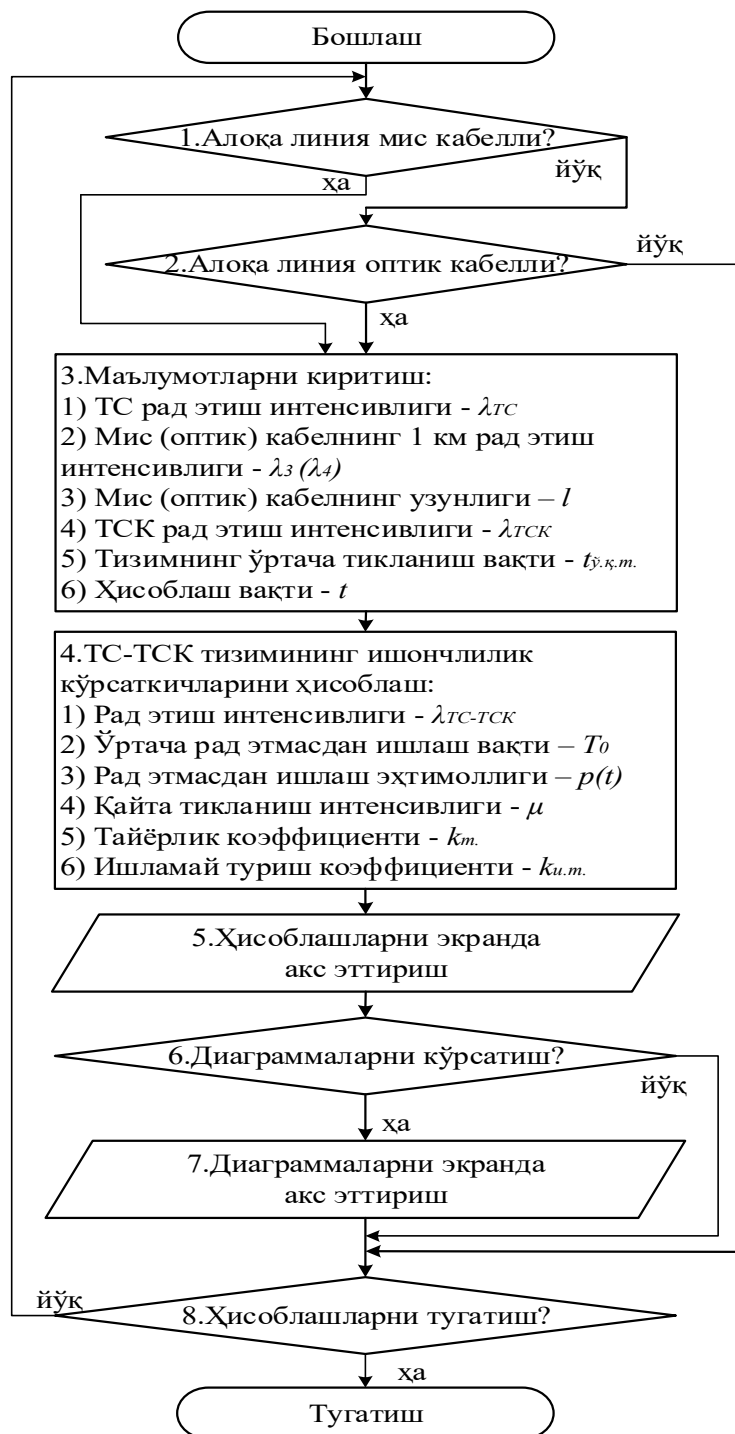 Бошлаш
1.Алоқа линия мис кабелли?
йўқ
ҳа
йўқ
2.Алоқа линия оптик кабелли?
ҳа
3.Маълумотларни киритиш:
1) ТС рад этиш интенсивлиги - λТС
2) Мис (оптик) кабелнинг 1 км рад этиш
интенсивлиги - λ3 (λ4)
3) Мис (оптик) кабелнинг узунлиги – l
4) ТСК рад этиш интенсивлиги - λТСК
5) Тизимнинг ўртача тикланиш вақти - tў.қ.т.
6) Ҳисоблаш вақти - t
4.ТС-ТСК тизимининг ишончлилик
кўрсаткичларини ҳисоблаш:
1) Рад этиш интенсивлиги - λТС-ТСК
2) Ўртача рад этмасдан ишлаш вақти – T0
3) Рад этмасдан ишлаш эҳтимоллиги – p(t)
4) Қайта тикланиш интенсивлиги - μ
5) Тайёрлик коэффициенти - kт.
6) Ишламай туриш коэффициенти - kи.т.
5.Ҳисоблашларни экранда
акс эттириш
6.Диаграммаларни кўрсатиш?
йўқ
ҳа
7.Диаграммаларни экранда
акс эттириш
йўқ
8.Ҳисоблашларни тугатиш?
ҳа
Тугатиш